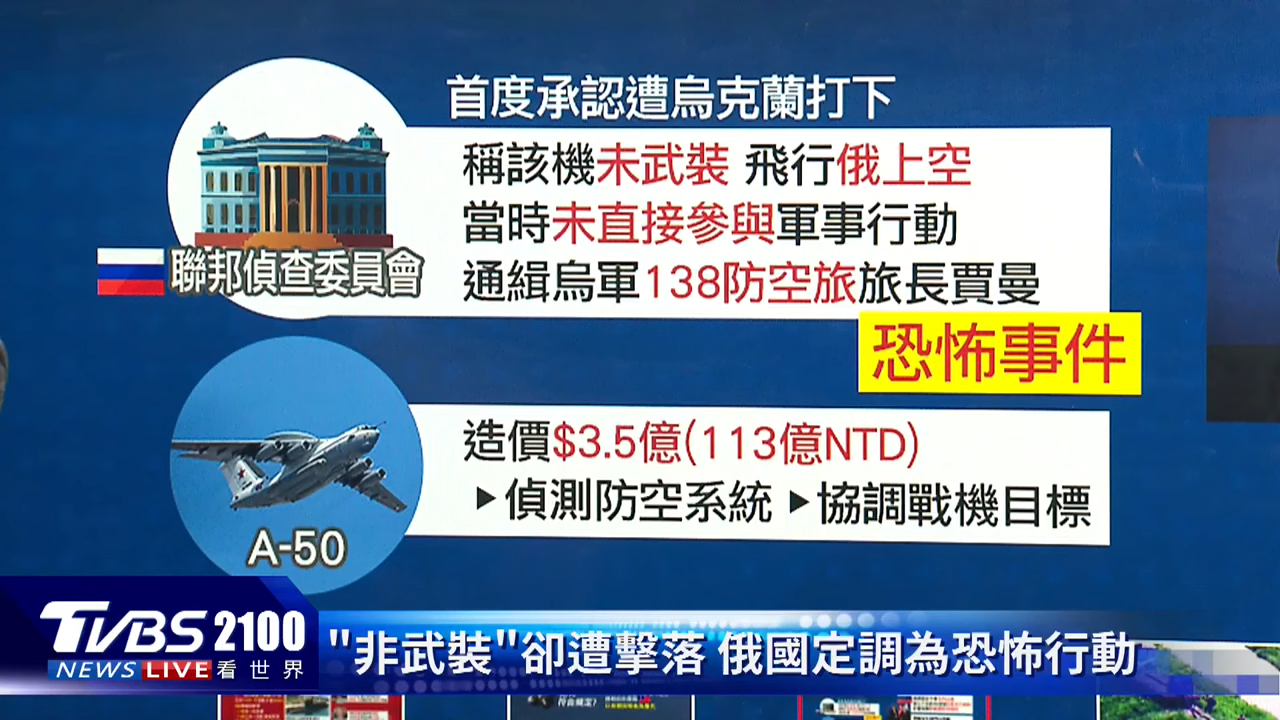 首度承認遭烏克蘭打下
稱該機未武裝 飛行俄上空
當時未直接參與軍事行動
聯邦偵查委員會
通緝烏軍138防空旅旅長賈曼
恐怖事件
造價$3.5億(113億NTD)
▶偵測防空系統 ▶協調戰機目標
A-50
TVBS 2100
NEWS LIVE 看世界
"非武裝"卻遭擊落 俄國定調為恐怖行動